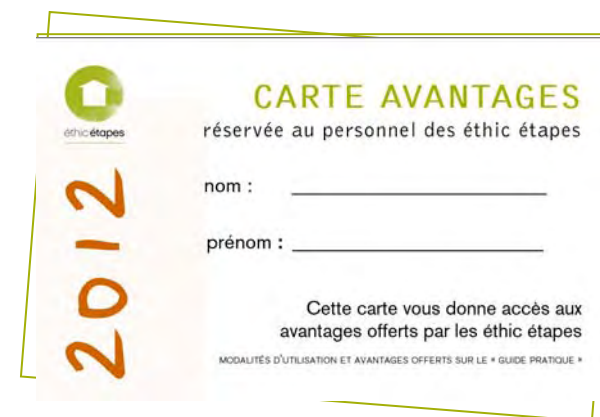 éthic étapes
2012
CARTE AVANTAGES
réservée au personnel des éthic étapes
nom :
prénom :
Cette carte vous donne accès aux
avantages offerts par les éthic étapes
MODALITÉS D'UTILISATION ET AVANTAGES OFFERTS SUR LE « GUIDE PRATIQUE »